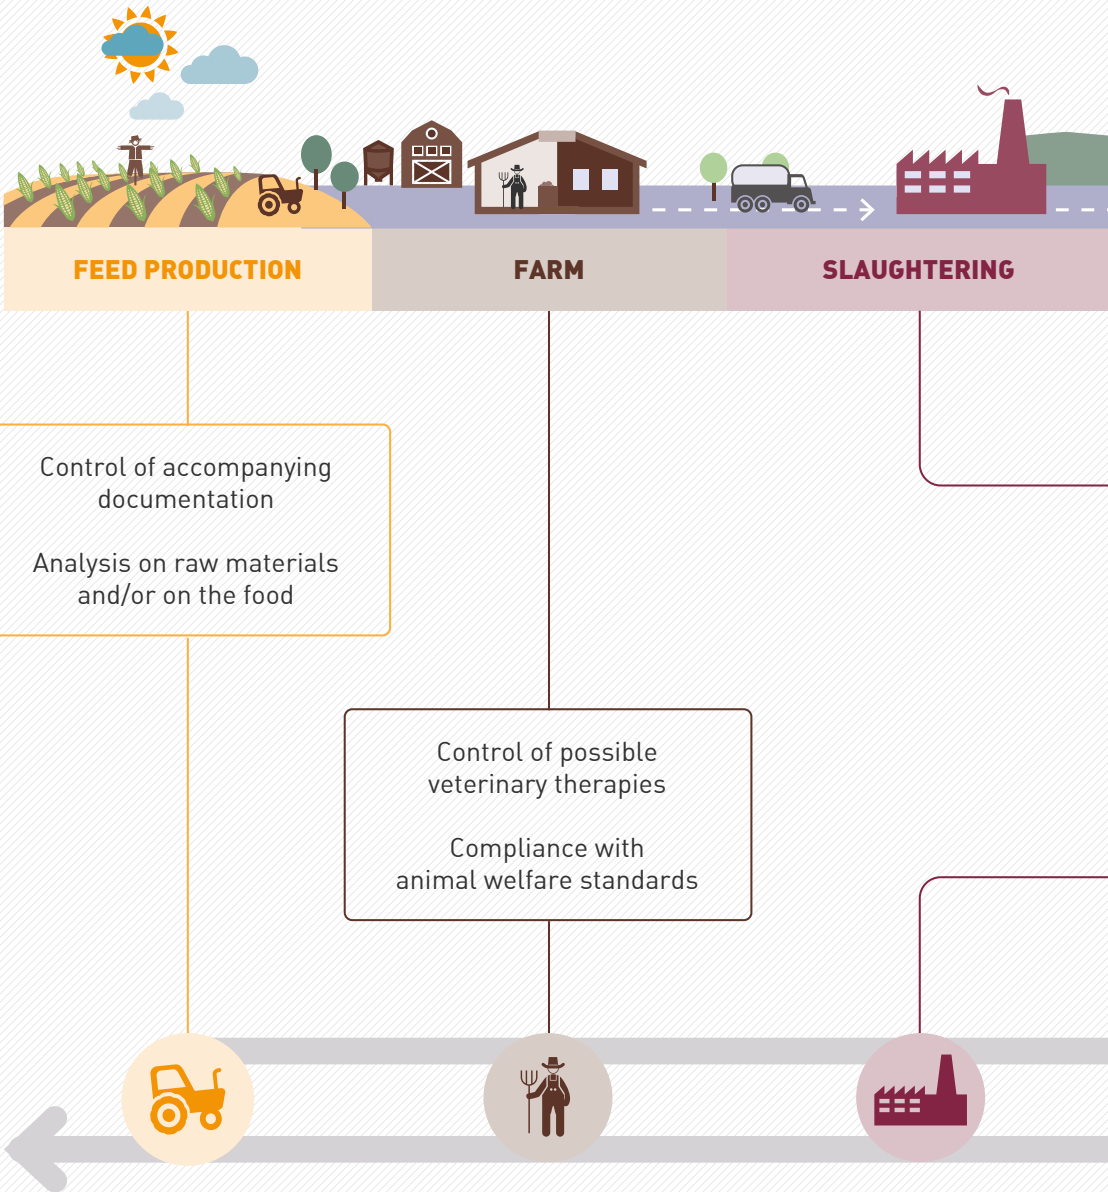 FEED PRODUCTION
FARM
SLAUGHTERING
Control of accompanying
documentation
Analysis on raw materials
and/or on the food
Control of possible
veterinary therapies
Compliance with
animal welfare standards